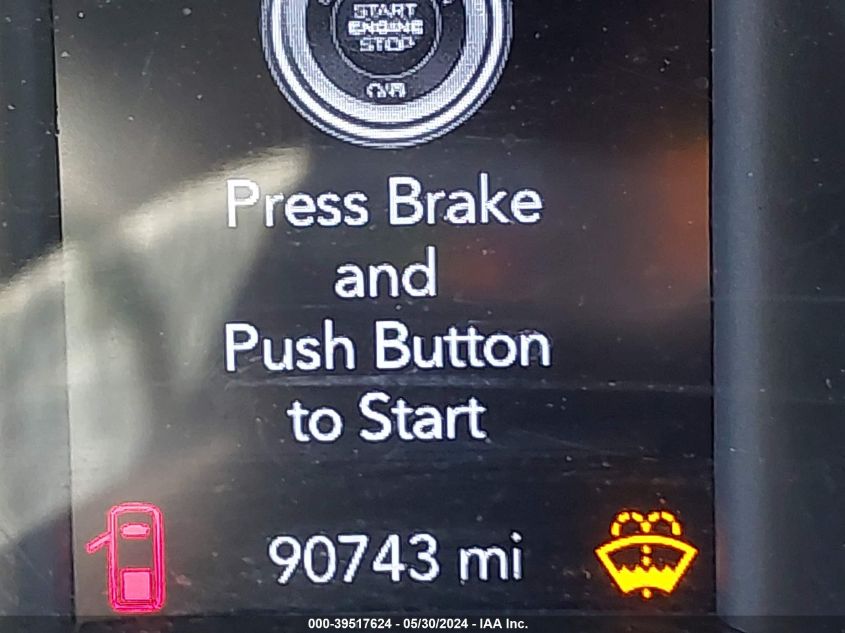 START
ENGINE
STOP
Press Brake
and
Push Button
to Start
90743 mi
000-39517624 - 05/30/2024 - IAA Inc.